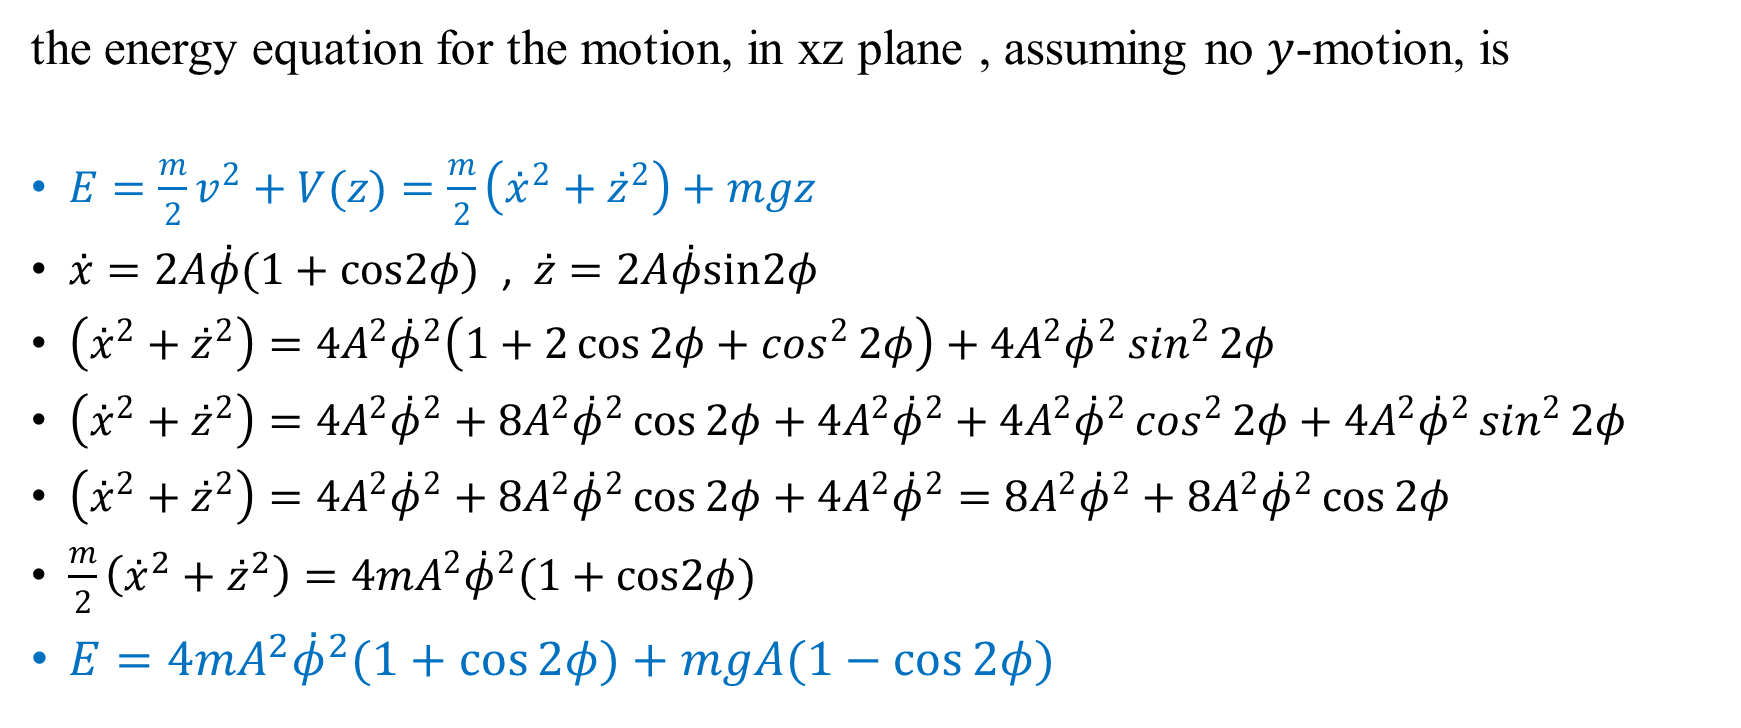 the energy equation for the motion, in xz plane , assuming no y-motion, is
• E = m/2 v² + V(z) = m/2 (ẋ² + ż²) + mgz
• ẋ = 2Aϕ̇(1 + cos2ϕ) , ż = 2Aϕ̇sin2ϕ
• (ẋ² + ż²) = 4A²ϕ̇²(1 + 2 cos 2ϕ + cos² 2ϕ) + 4A²ϕ̇² sin² 2ϕ
• (ẋ² + ż²) = 4A²ϕ̇² + 8A²ϕ̇² cos 2ϕ + 4A²ϕ̇² + 4A²ϕ̇² cos² 2ϕ + 4A²ϕ̇² sin² 2ϕ
• (ẋ² + ż²) = 4A²ϕ̇² + 8A²ϕ̇² cos 2ϕ + 4A²ϕ̇² = 8A²ϕ̇² + 8A²ϕ̇² cos 2ϕ
• m/2 (ẋ² + ż²) = 4mA²ϕ̇²(1 + cos2ϕ)
• E = 4mA²ϕ̇²(1 + cos 2ϕ) + mgA(1 − cos 2ϕ)